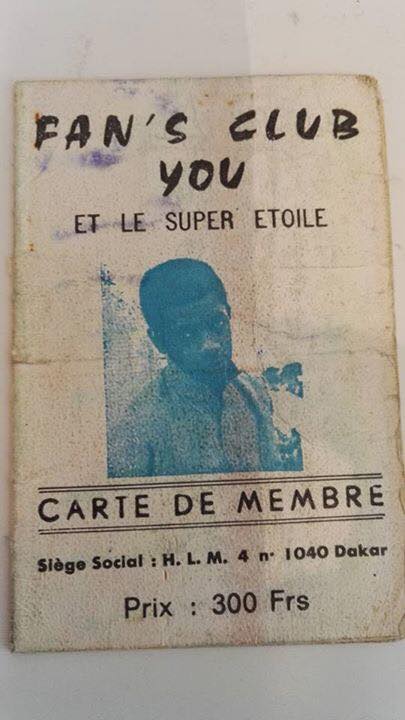 FAN'S CLUB
YOU
ET LE SUPER ETOILE
CARTE DE MEMBRE
Siège Social : H. L. M. 4 n· 1040 Dakar
Prix : 300 Frs